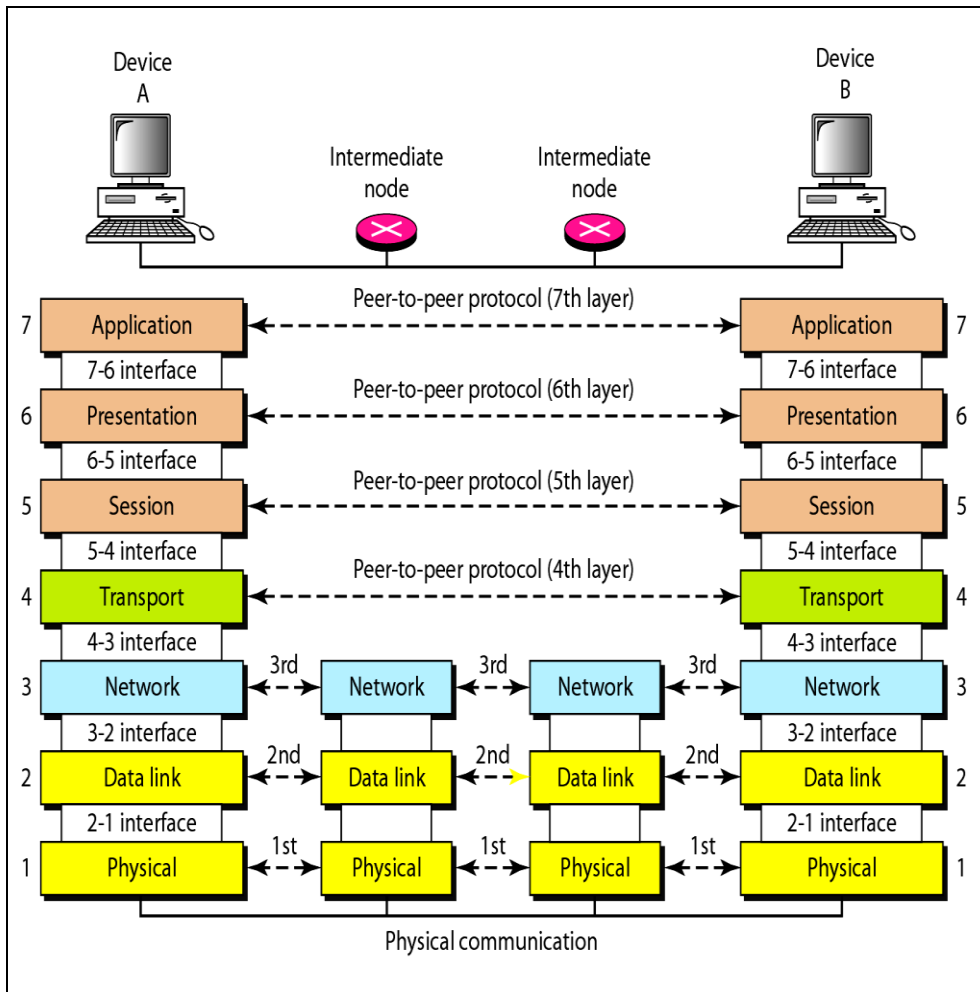 Device
A
Device
B
Intermediate
node
Intermediate
node
7 Application Peer-to-peer protocol (7th layer) Application 7
7-6 interface 7-6 interface
6 Presentation Peer-to-peer protocol (6th layer) Presentation 6
6-5 interface 6-5 interface
5 Session Peer-to-peer protocol (5th layer) Session 5
5-4 interface 5-4 interface
4 Transport Peer-to-peer protocol (4th layer) Transport 4
4-3 interface 4-3 interface
3 Network 3rd Network 3rd Network 3rd Network 3
3-2 interface 3-2 interface
2 Data link 2nd Data link 2nd Data link 2nd Data link 2
2-1 interface 2-1 interface
1 Physical 1st Physical 1st Physical 1st Physical 1
Physical communication